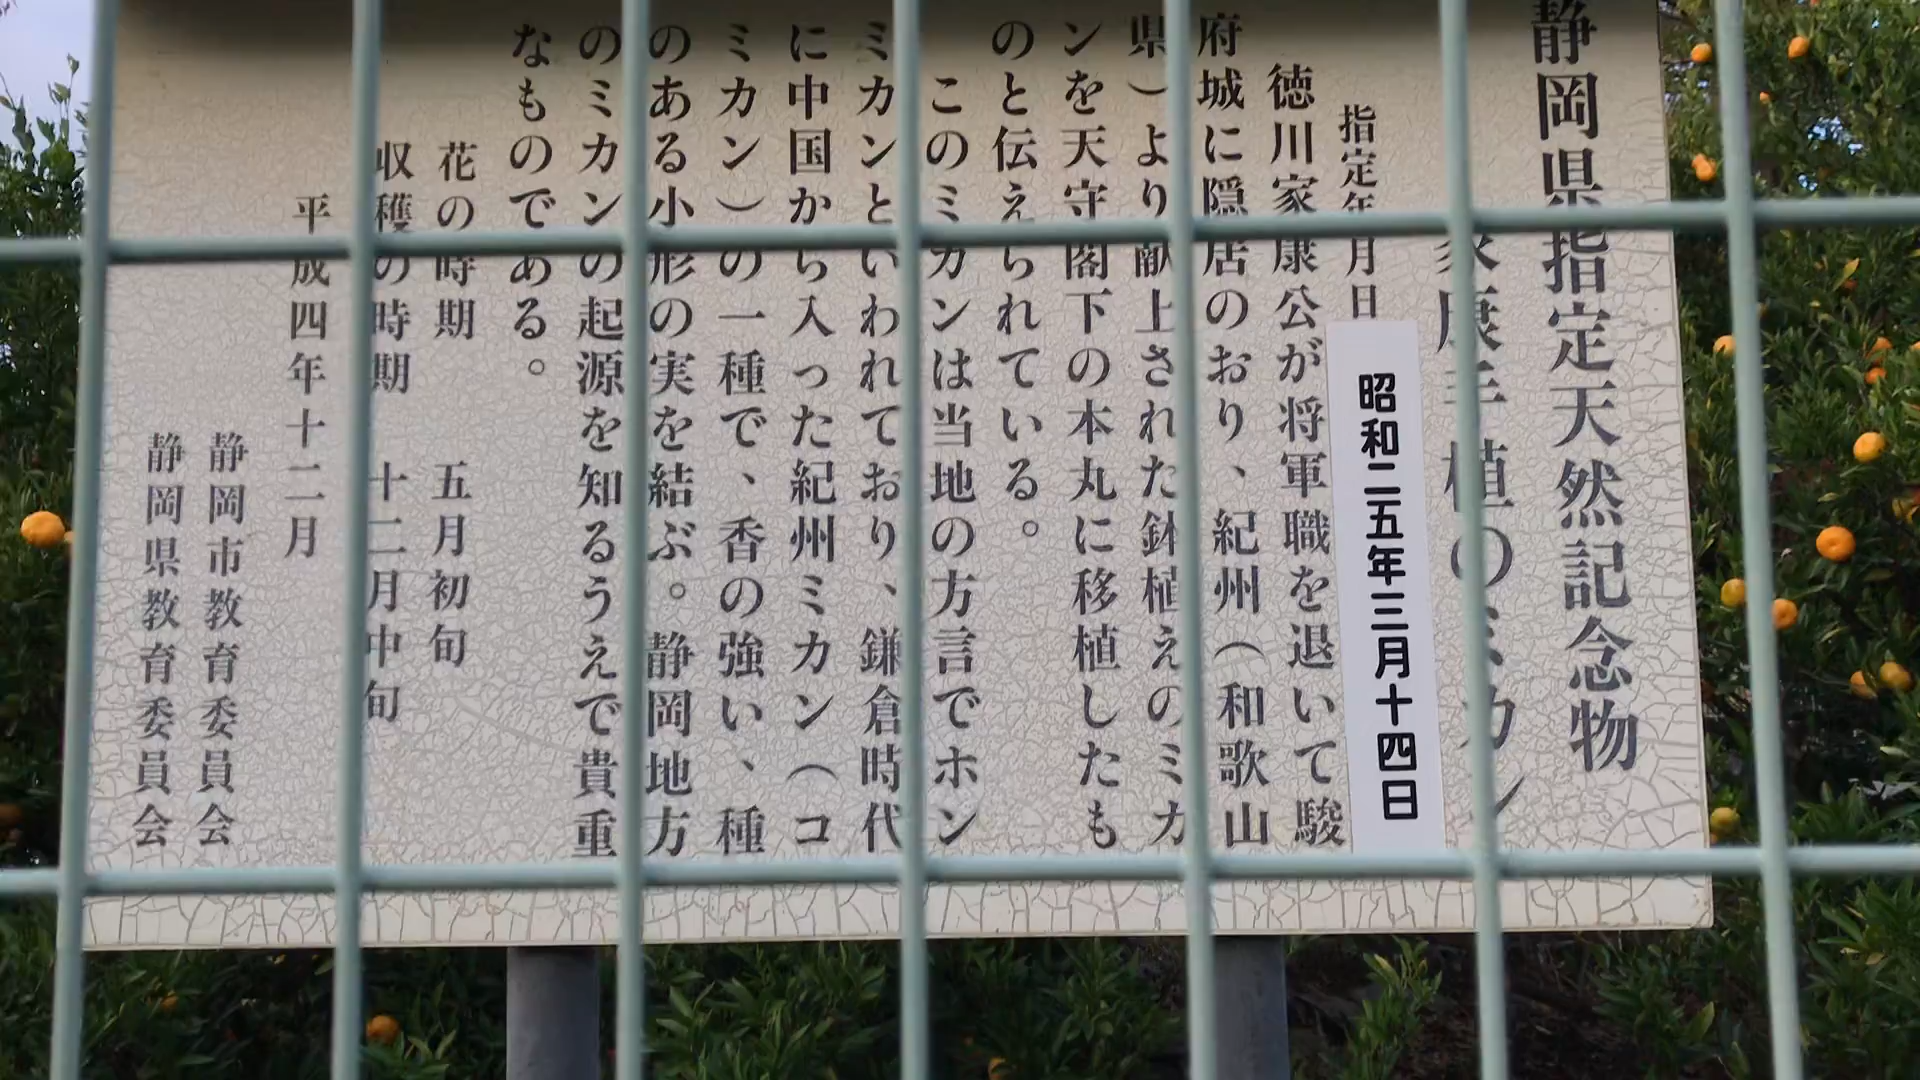 静岡県指定天然記念物
家康手植のミカン
指定年月日
昭和二五年三月十四日
徳川家康公が将軍職を退いて駿
府城に隠居のおり、紀州（和歌山
県）より献上された鉢植えのミカ
ンを天守閣下の本丸に移植したも
のと伝えられている。
このミカンは当地の方言でホン
ミカンといわれており、鎌倉時代
に中国から入った紀州ミカン（コ
ミカン）の一種で、香の強い、種
のある小形の実を結ぶ。静岡地方
のミカンの起源を知るうえで貴重
なものである。
花の時期　五月初旬
収穫の時期　十二月中旬
平成四年十二月
静岡市教育委員会
静岡県教育委員会